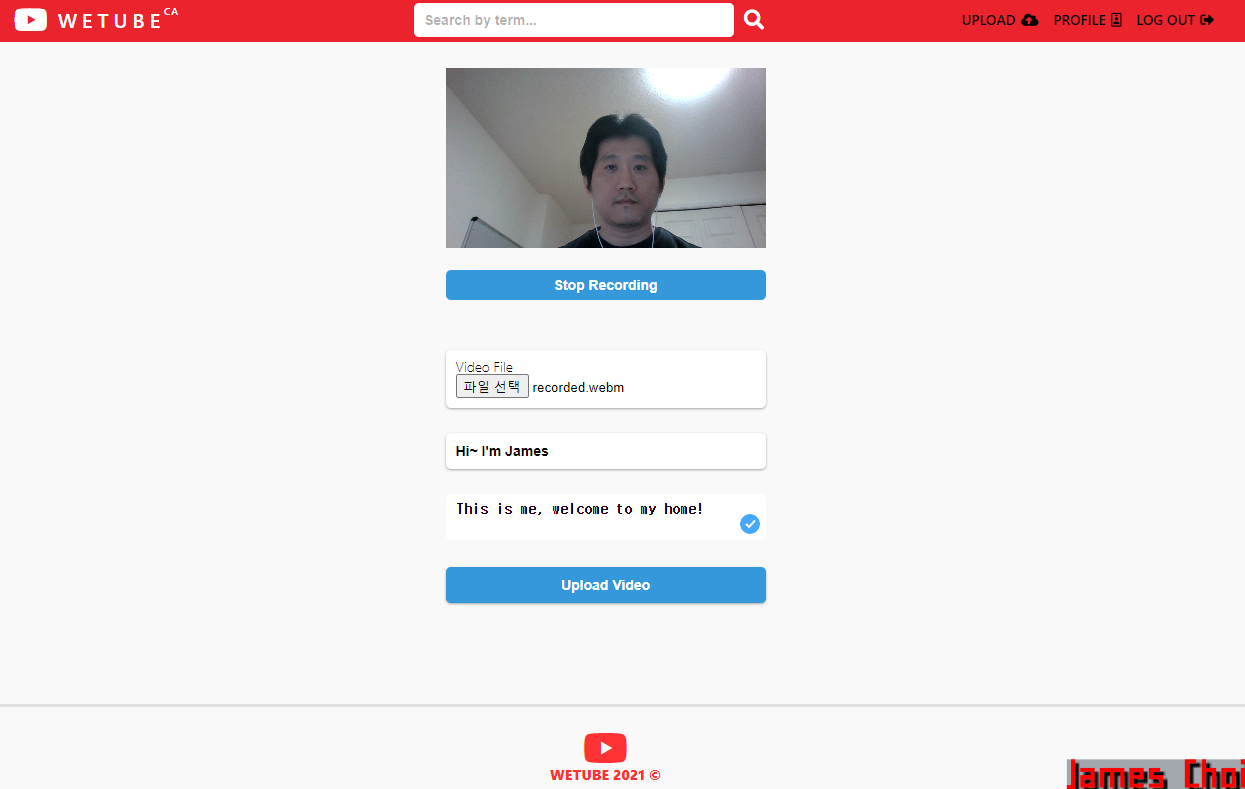 WETUBE CA
Search by term...
UPLOAD
PROFILE
LOG OUT
Stop Recording
Video File
파일 선택 recorded.webm
Hi~ I'm James
This is me, welcome to my home!
Upload Video
WETUBE 2021 ©
James Choi